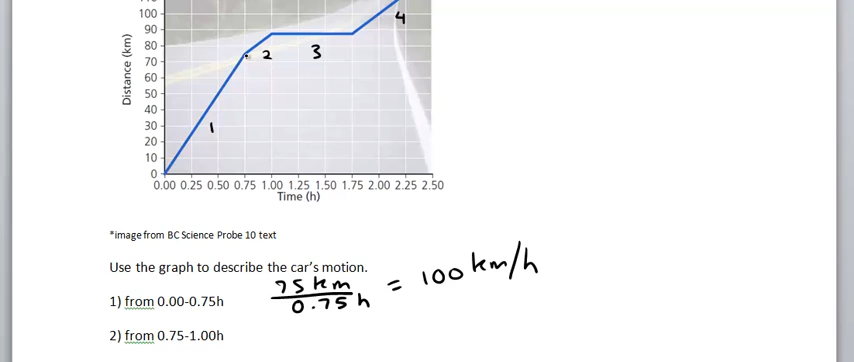 100
4
90
80
2
3
70
60
50
40
1
30
20
10
0
Distance (km)
0.00 0.25 0.50 0.75 1.00 1.25 1.50 1.75 2.00 2.25 2.50
Time (h)
*image from BC Science Probe 10 text
Use the graph to describe the car's motion.
1) from 0.00-0.75h
75 km
0.75 h
= 100 km/h
2) from 0.75-1.00h